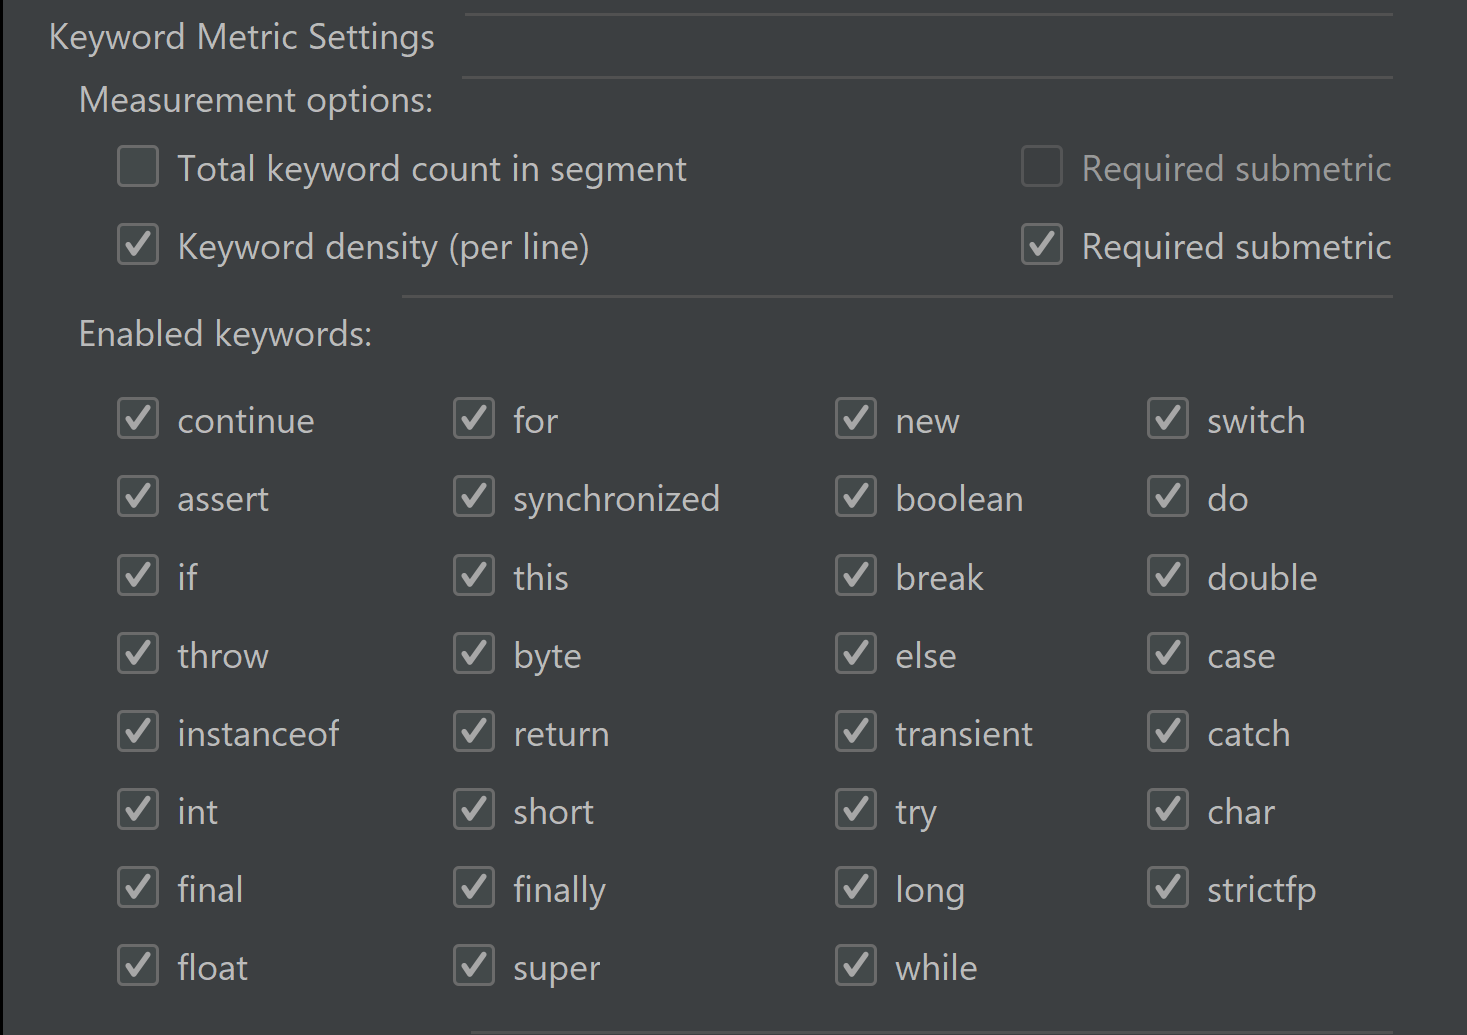 Keyword Metric Settings
Measurement options:
Total keyword count in segment Required submetric
Keyword density (per line) Required submetric
Enabled keywords:
continue for new switch
assert synchronized boolean do
if this break double
throw byte else case
instanceof return transient catch
int short try char
final finally long strictfp
float super while